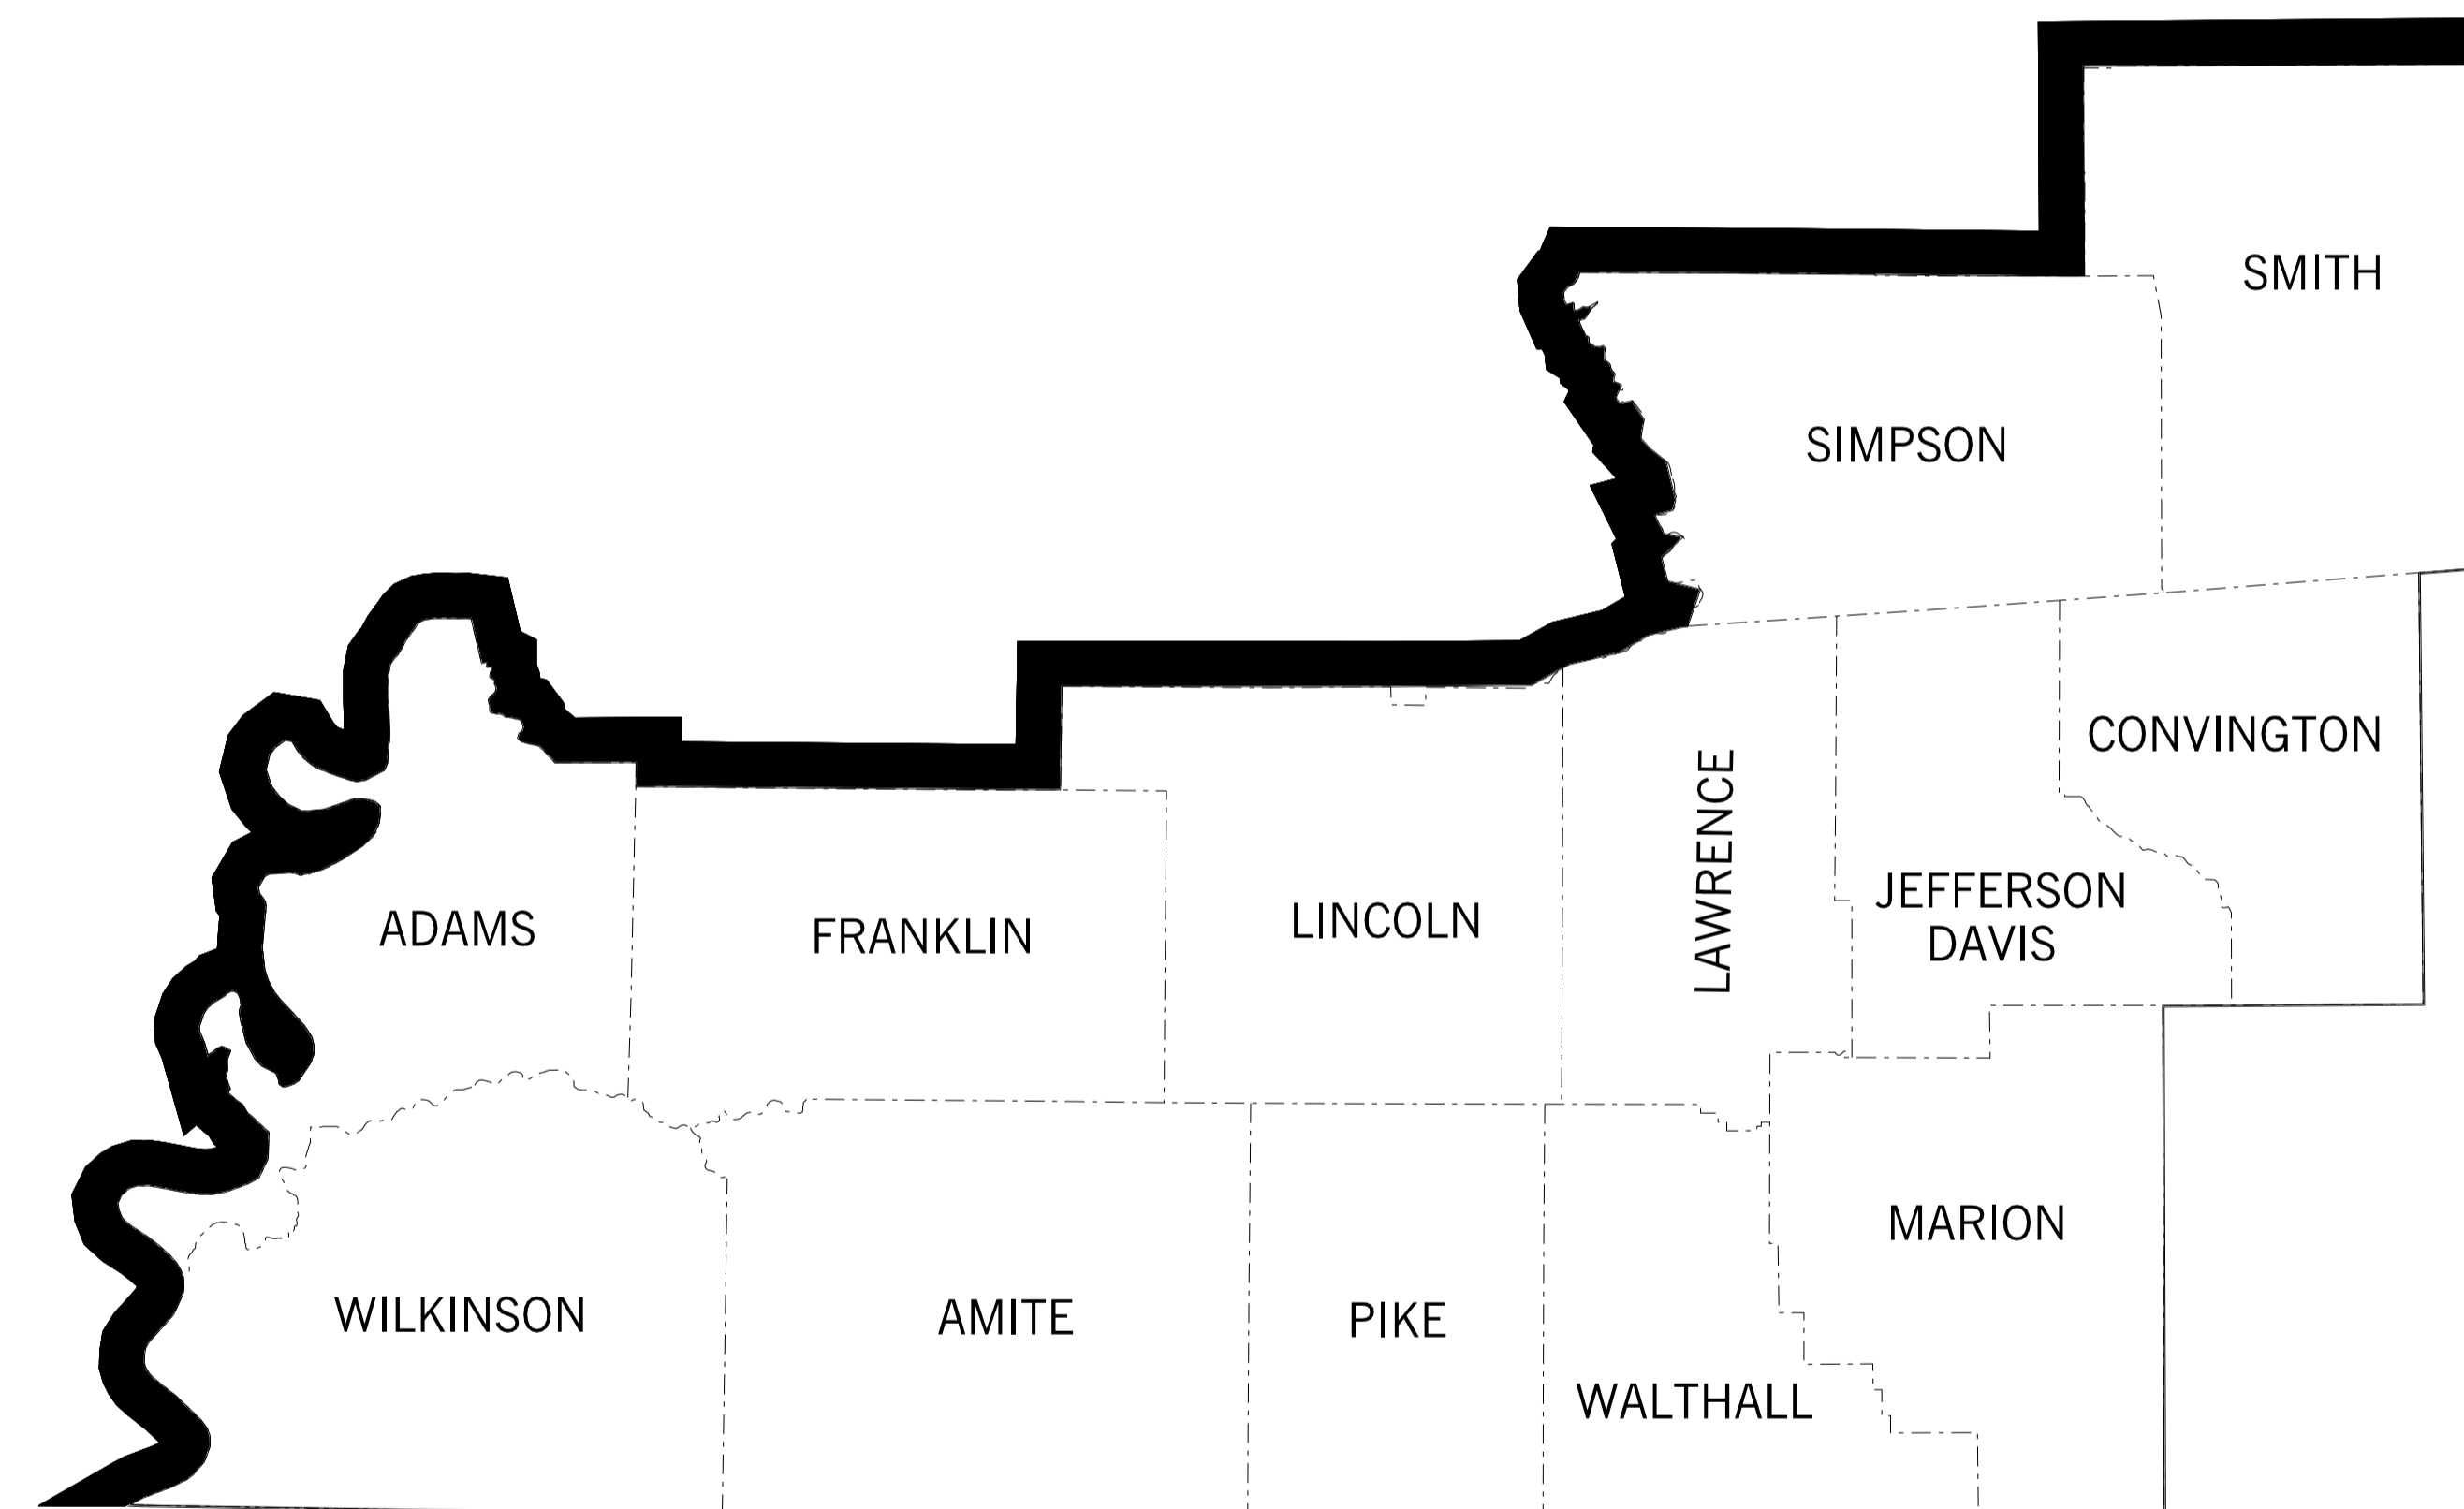 SMITH
SIMPSON
CONVINGTON
LAWRENCE
JEFFERSON
DAVIS
LINCOLN
ADAMS
FRANKLIN
MARION
WILKINSON
AMITE
PIKE
WALTHALL